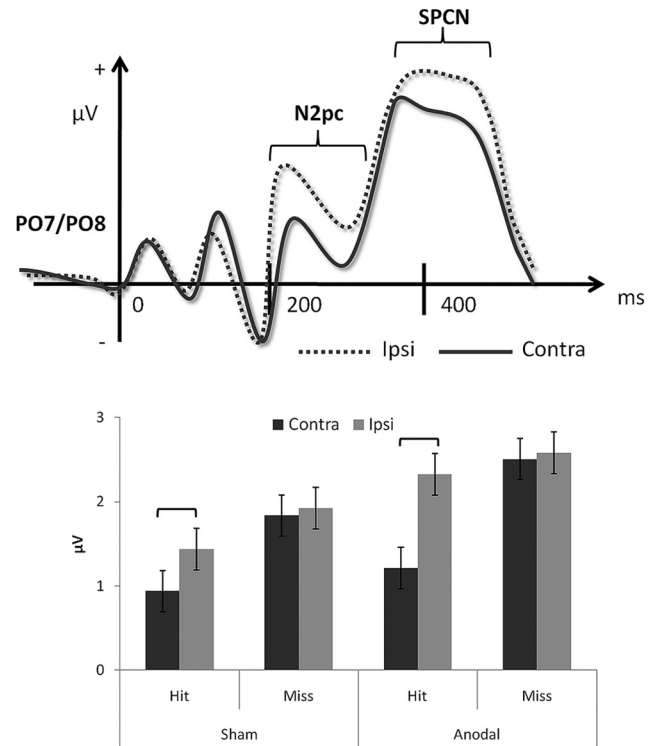 SPCN
+
μV
N2pc
PO7/PO8
0 200 400 ms
-
Ipsi Contra
3
Contra Ipsi
2
μV
1
0
Hit Miss Hit Miss
Sham Anodal